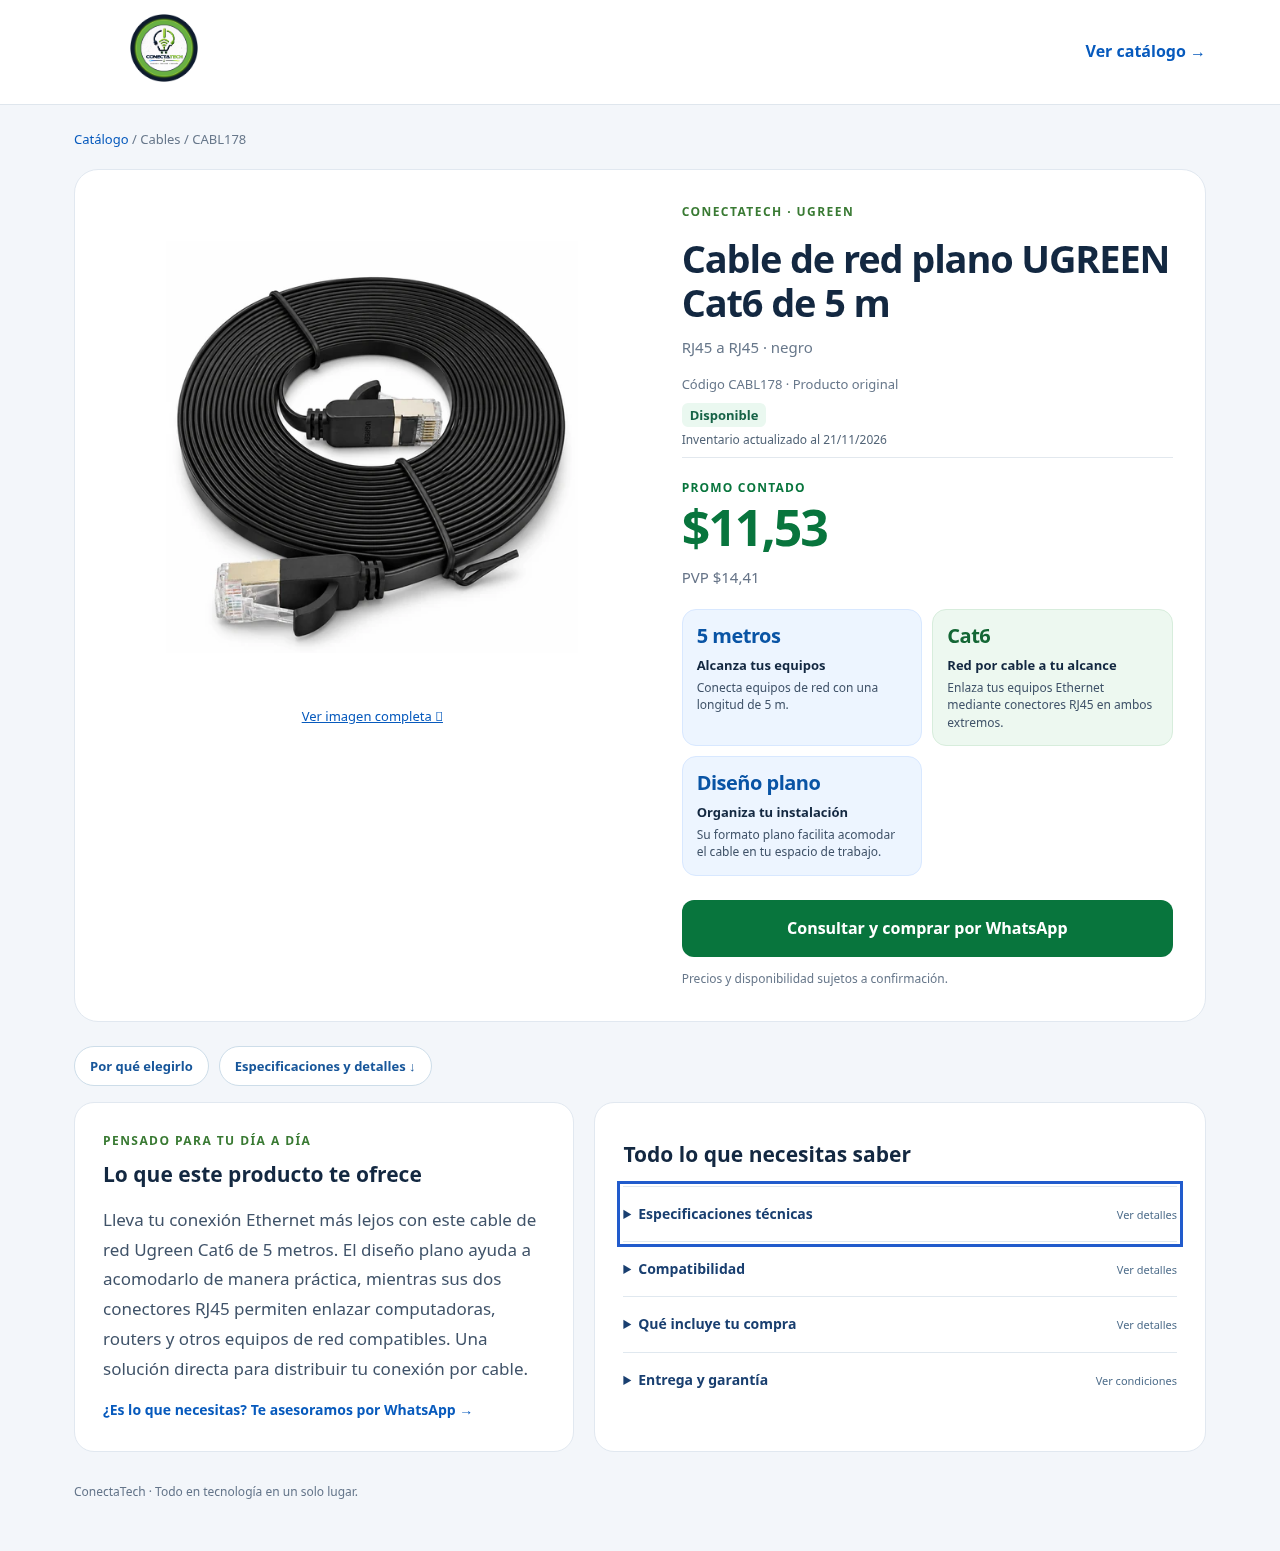 CONECTATECH
Ver catálogo →
Catálogo / Cables / CABL178
CONECTATECH · UGREEN
Cable de red plano UGREEN
Cat6 de 5 m
RJ45 a RJ45 · negro
Código CABL178 · Producto original
Disponible
Inventario actualizado al 21/11/2026
PROMO CONTADO
$11,53
PVP $14,41
5 metros
Alcanza tus equipos
Conecta equipos de red con una
longitud de 5 m.
Cat6
Red por cable a tu alcance
Enlaza tus equipos Ethernet
mediante conectores RJ45 en ambos
extremos.
Diseño plano
Organiza tu instalación
Su formato plano facilita acomodar
el cable en tu espacio de trabajo.
Ver imagen completa
Consultar y comprar por WhatsApp
Precios y disponibilidad sujetos a confirmación.
Por qué elegirlo
Especificaciones y detalles ↓
PENSADO PARA TU DÍA A DÍA
Lo que este producto te ofrece
Lleva tu conexión Ethernet más lejos con este cable de
red Ugreen Cat6 de 5 metros. El diseño plano ayuda a
acomodarlo de manera práctica, mientras sus dos
conectores RJ45 permiten enlazar computadoras,
routers y otros equipos de red compatibles. Una
solución directa para distribuir tu conexión por cable.
¿Es lo que necesitas? Te asesoramos por WhatsApp →
Todo lo que necesitas saber
Especificaciones técnicas Ver detalles
Compatibilidad Ver detalles
Qué incluye tu compra Ver detalles
Entrega y garantía Ver condiciones
ConectaTech · Todo en tecnología en un solo lugar.